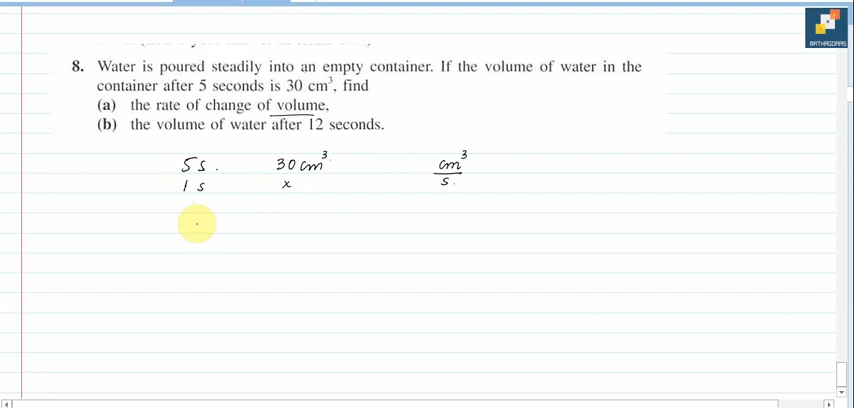 MATHAGORAS
8. Water is poured steadily into an empty container. If the volume of water in the
container after 5 seconds is 30 cm³, find
(a) the rate of change of volume,
(b) the volume of water after 12 seconds.
5 s. 30 cm³ cm³/s.
1 s x